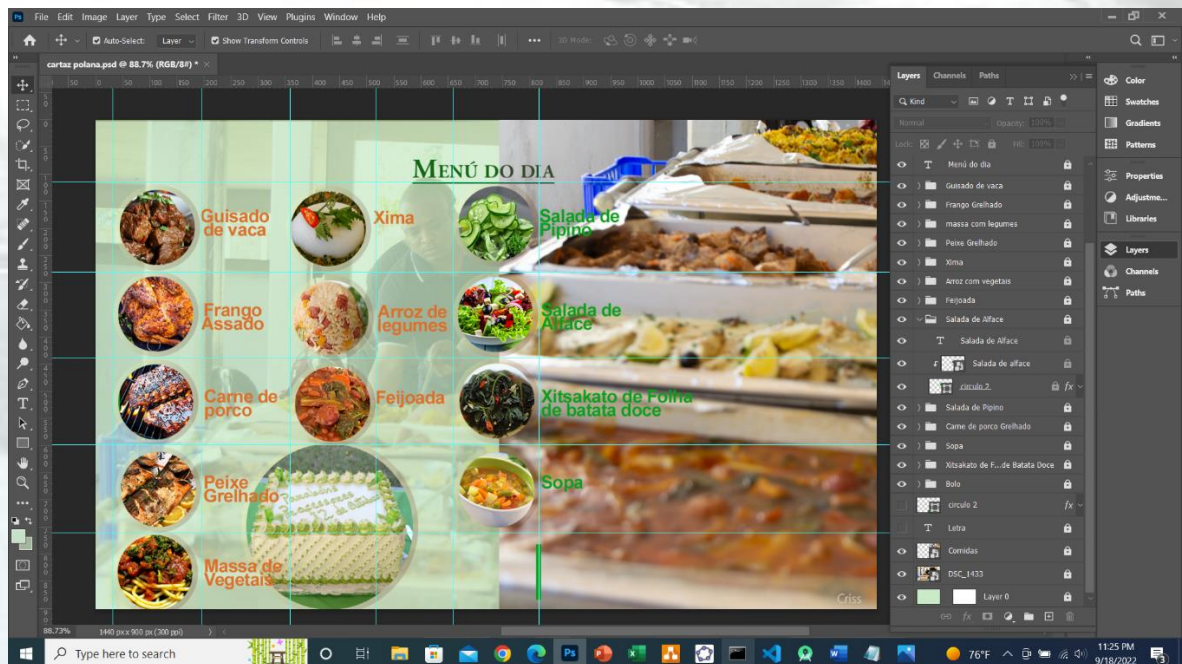 File Edit Image Layer Type Select Filter 3D View Plugins Window Help
Auto-Select: Layer Show Transform Controls 3D Mode:
cartaz polana.psd @ 88.7% (RGB/8#) *
MENÚ DO DIA
Guisado
de vaca
Xima
Salada de
Pipino
Frango
Assado
Arroz de
legumes
Salada de
Alface
Carne de
porco
Feijoada
Xitsakato de Folha
de batata doce
Peixe
Grelhado
Sopa
Massa de
Vegetais
Criss
Layers Channels Paths
Kind
Normal Opacity: 100%
Lock: Fill: 100%
Menú do dia
Guisado de vaca
Frango Grelhado
massa com legumes
Peixe Grelhado
Xima
Arroz com vegetais
Feijoada
Salada de Alface
Salada de Alface
Salada de alface
circulo 2
fx
Salada de Pipino
Carne de porco Grelhado
Sopa
Xitsakato de F...de Batata Doce
Bolo
circulo 2
fx
Letra
Comidas
DSC_1433
Layer 0
fx
Color
Swatches
Gradients
Patterns
Properties
Adjustme...
Libraries
Layers
Channels
Paths
88.73% 1440 px x 900 px (300 ppi)
Type here to search
76°F
11:25 PM
9/18/2022